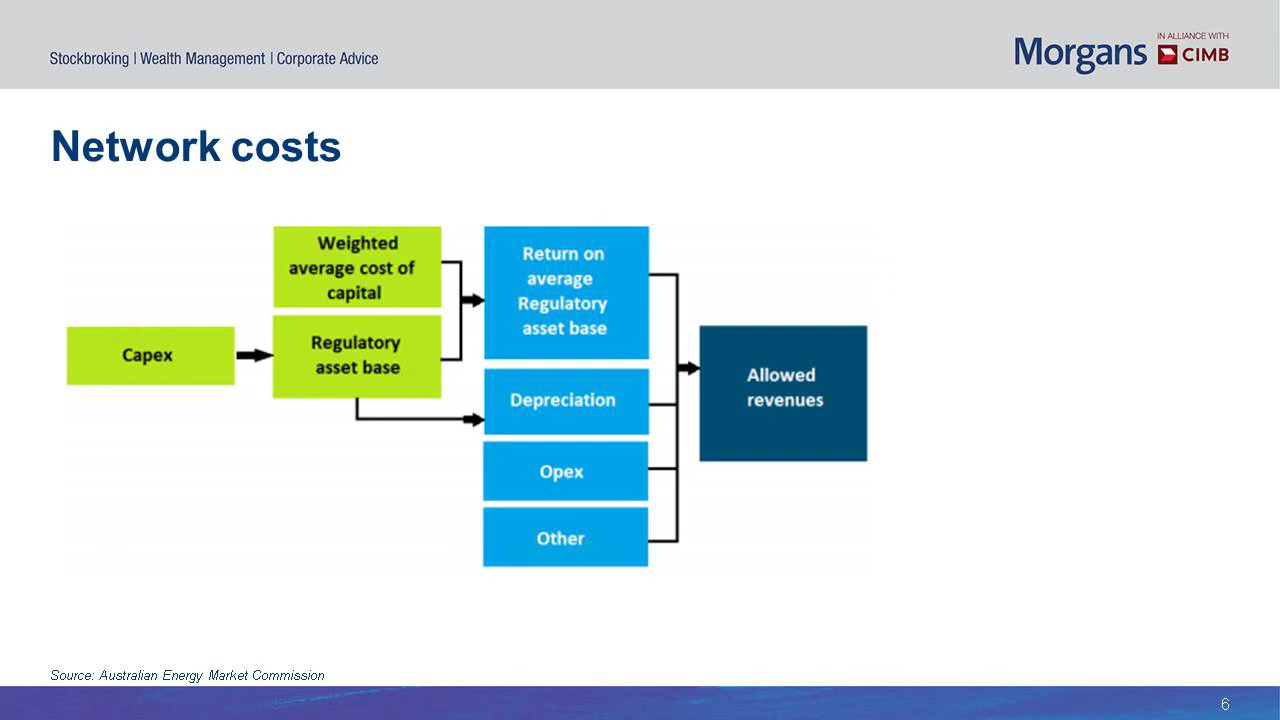 Stockbroking | Wealth Management | Corporate Advice
Morgans
IN ALLIANCE WITH
CIMB
Network costs
Weighted
average cost of
capital
Return on
average
Regulatory
asset base
Capex
Regulatory
asset base
Allowed
revenues
Depreciation
Opex
Other
Source: Australian Energy Market Commission
6